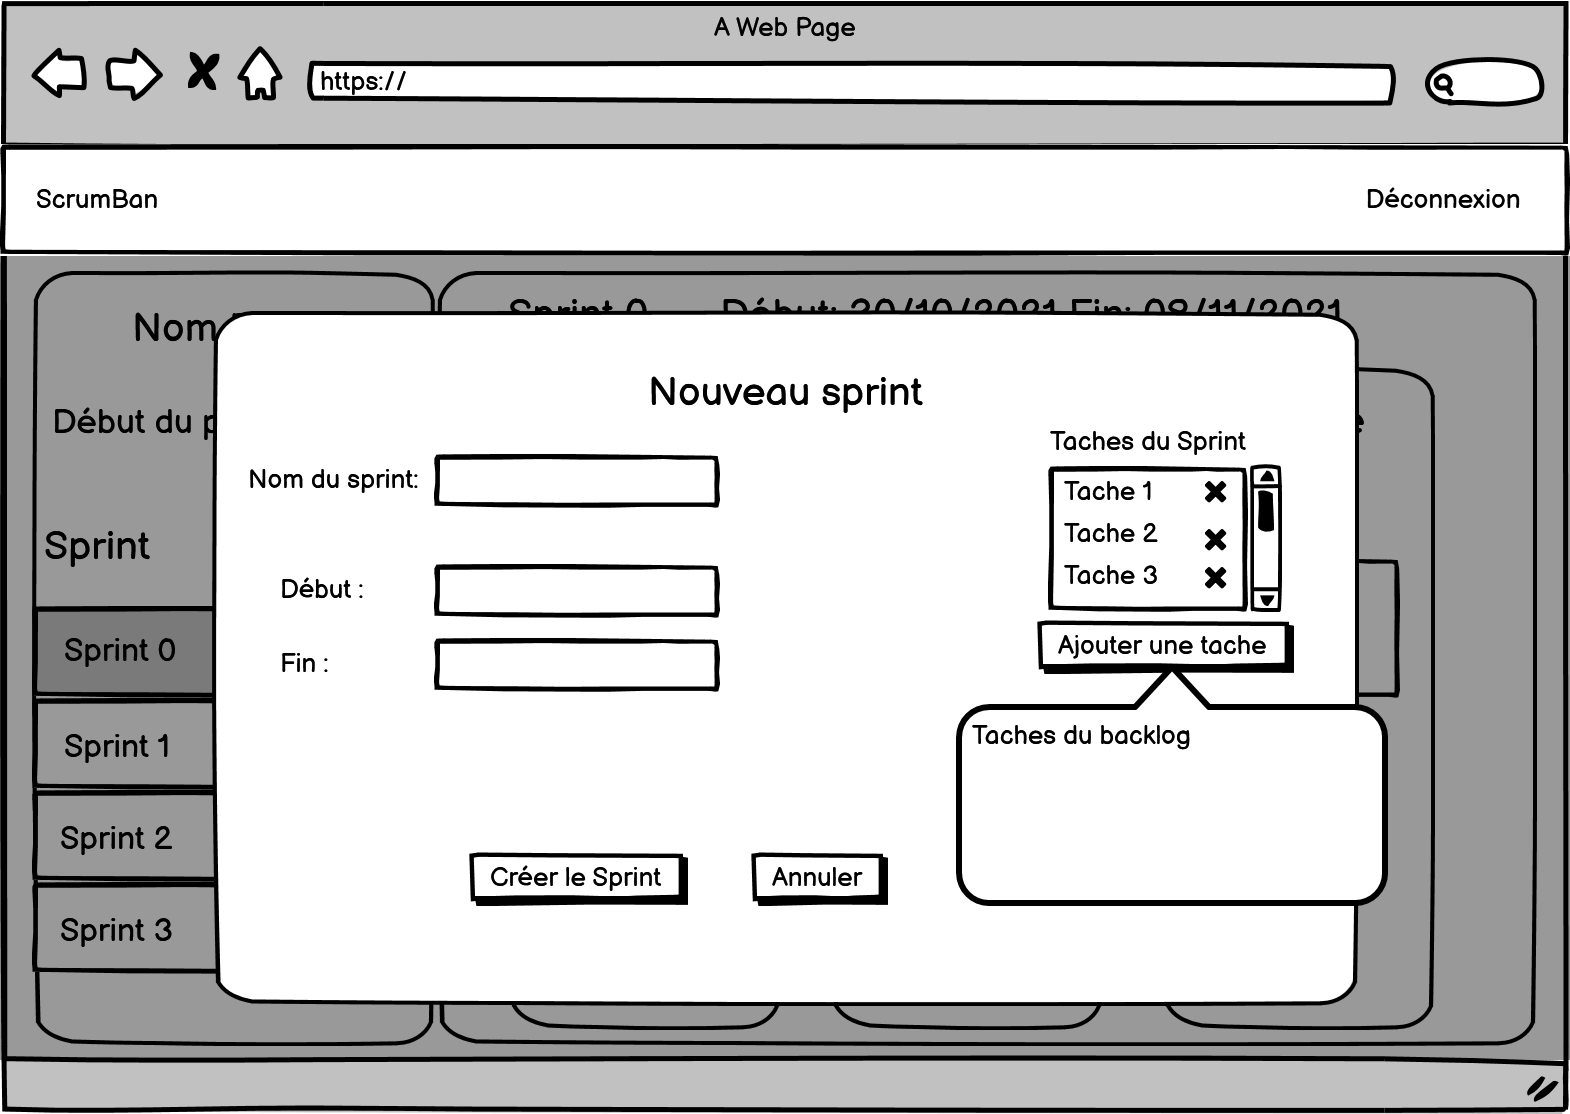 A Web Page
https://
ScrumBan
Déconnexion
Sprint 0 Début: 20/10/2021 Fin: 08/11/2021
Nom
Début du p
Sprint
Sprint 0
Sprint 1
Sprint 2
Sprint 3
Nouveau sprint
Nom du sprint:
Début :
Fin :
Taches du Sprint
Tache 1
Tache 2
Tache 3
Ajouter une tache
Taches du backlog
Créer le Sprint
Annuler